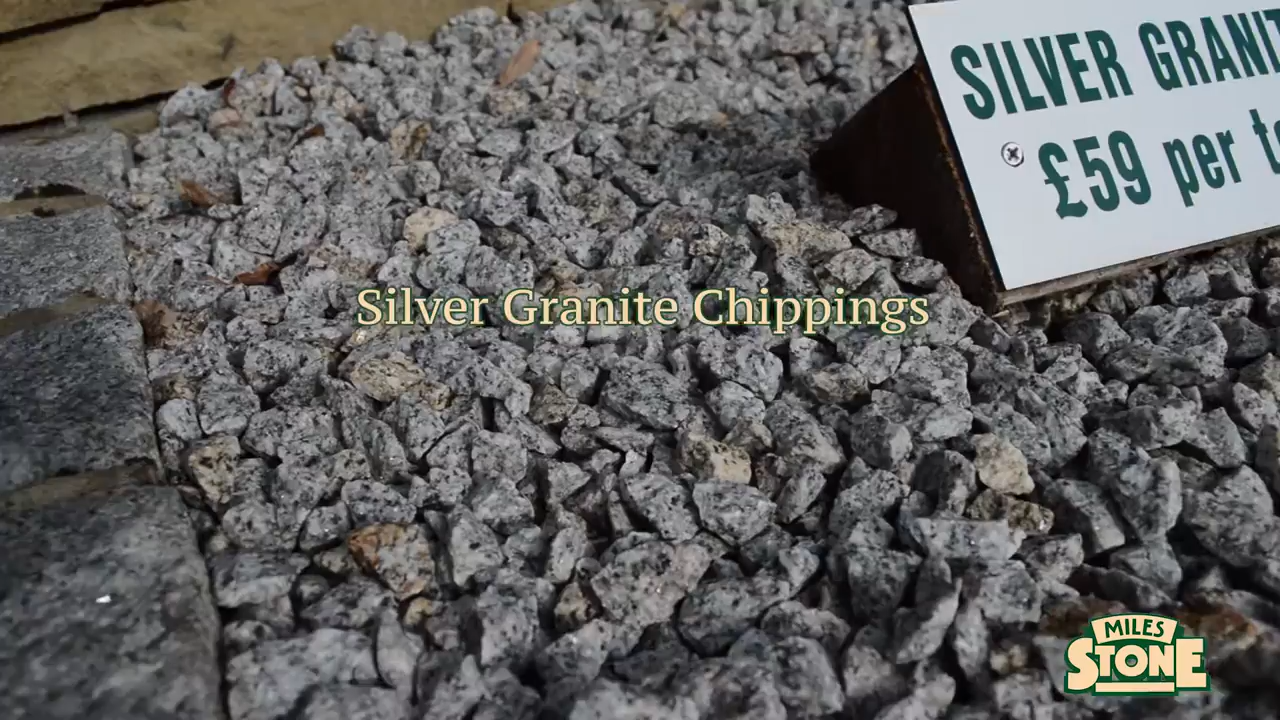 SILVER GRANIT
£59 per t
Silver Granite Chippings
MILES
STONE